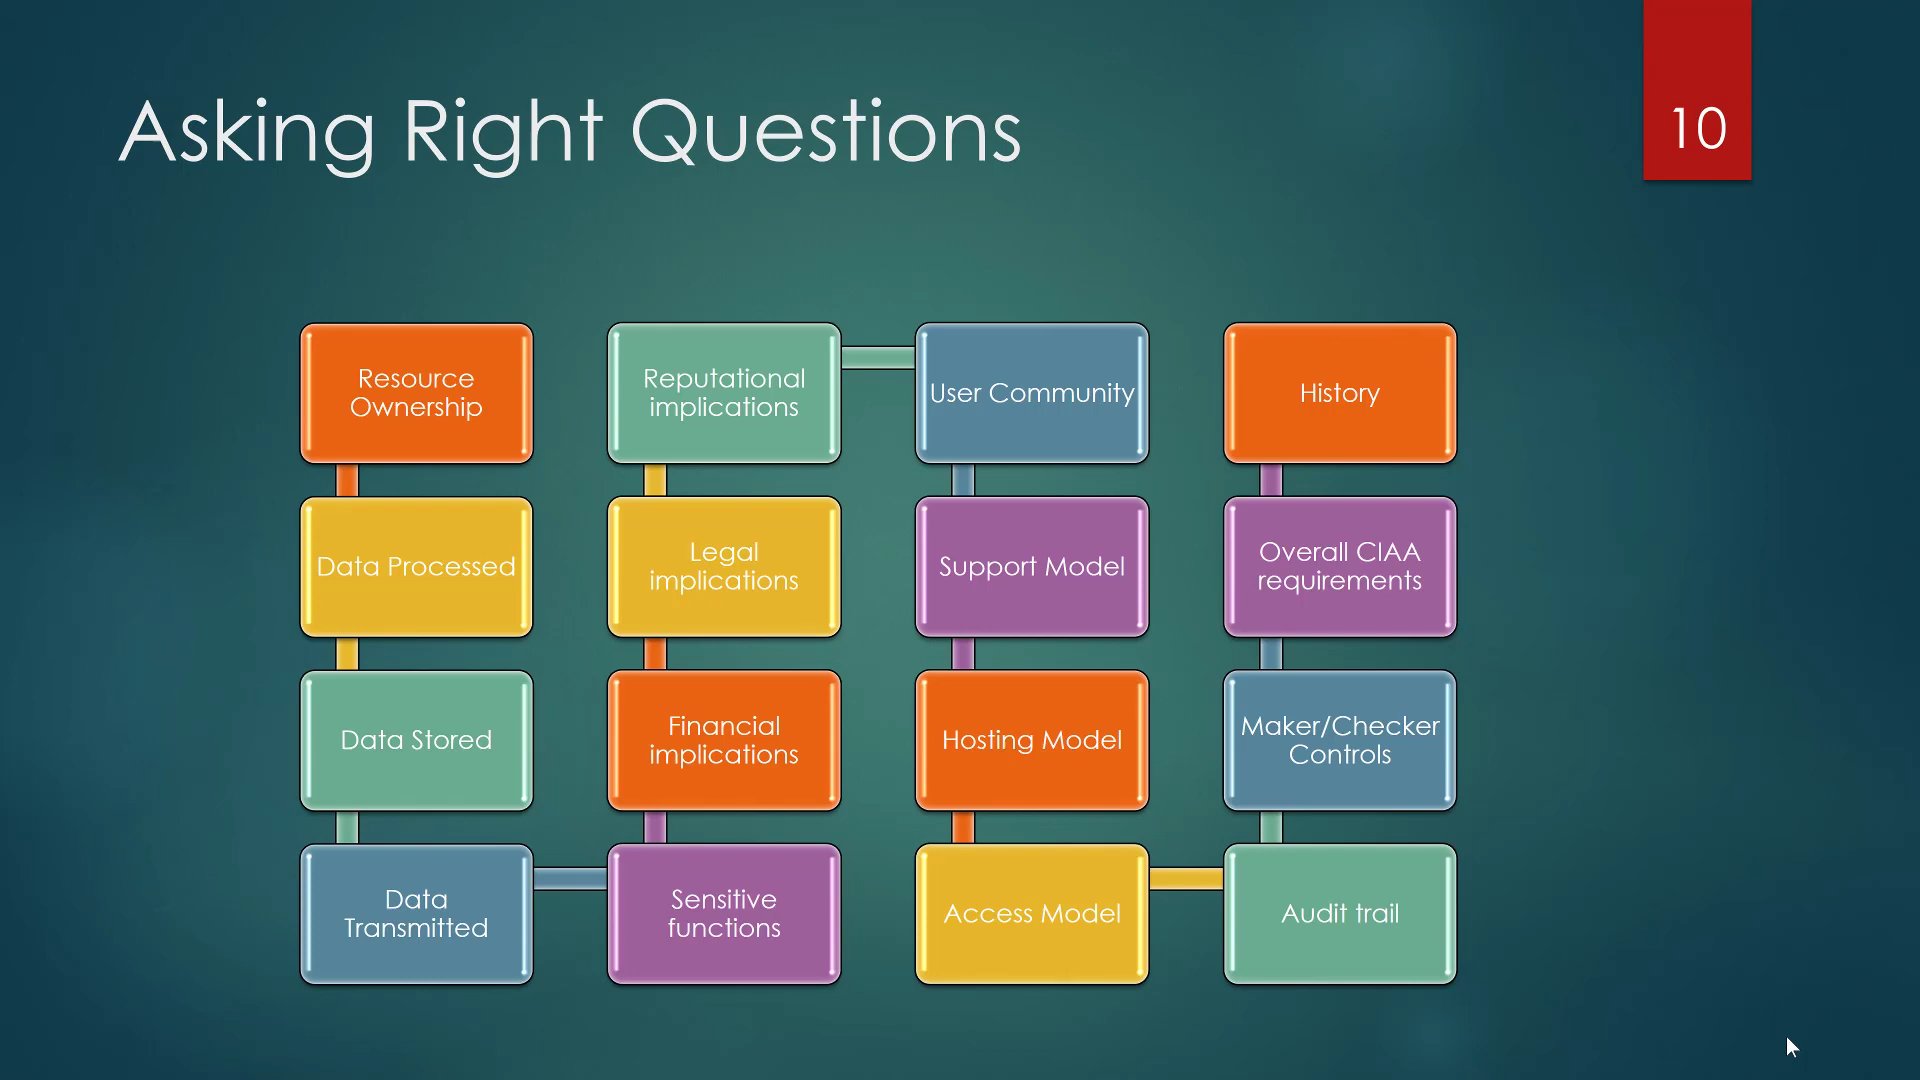 Asking Right Questions
10
Resource
Ownership
Data Processed
Data Stored
Data
Transmitted
Sensitive
functions
Financial
implications
Legal
implications
Reputational
implications
User Community
Support Model
Hosting Model
Access Model
Audit trail
Maker/Checker
Controls
Overall CIAA
requirements
History